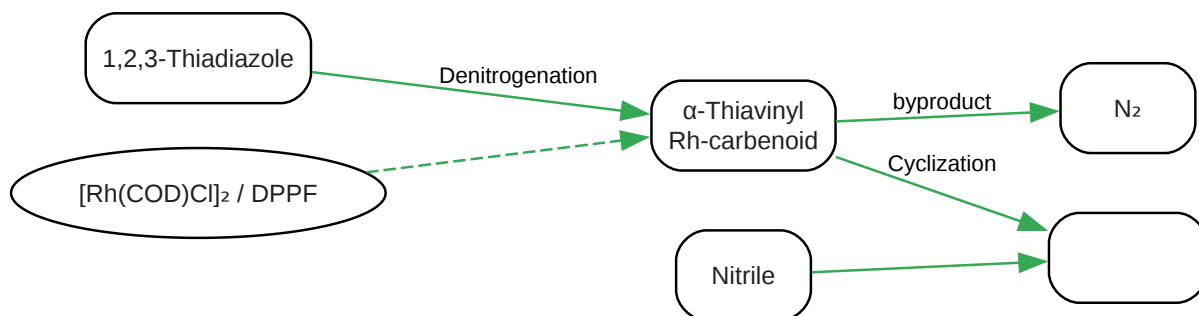 1,2,3-Thiadiazole
Denitrogenation
[Rh(COD)Cl]₂ / DPPF
α-Thiavinyl
Rh-carbenoid
byproduct
N₂
Cyclization
Nitrile